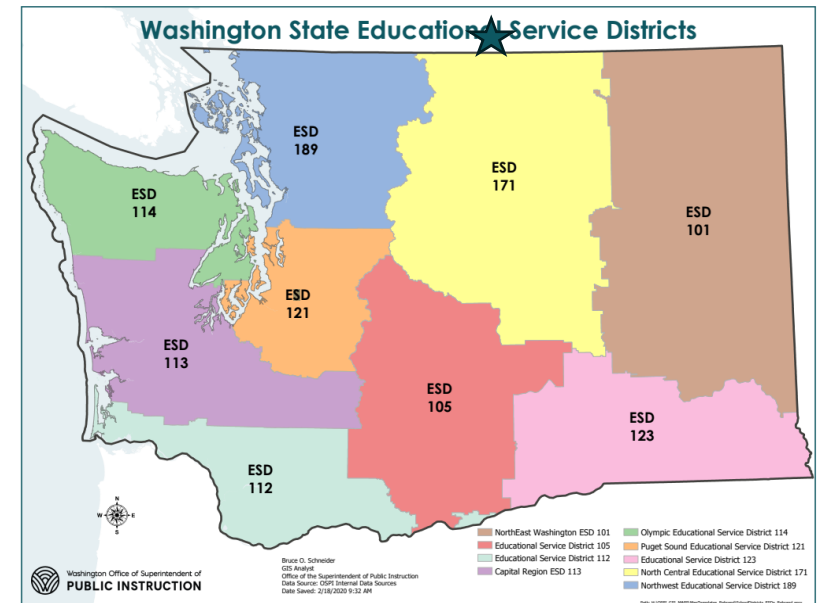 Washington State Educational Service Districts
ESD
189
ESD
171
ESD
114
ESD
101
ESD
121
ESD
113
ESD
105
ESD
123
ESD
112
N
W E
S
NorthEast Washington ESD 101
Educational Service District 105
Educational Service District 112
Capital Region ESD 113
Olympic Educational Service District 114
Puget Sound Educational Service District 121
Educational Service District 123
North Central Educational Service District 171
Northwest Educational Service District 189
Bruce O. Schneider
GIS Analyst
Office of the Superintendent of Public Instruction
Data Source: OSPI Internal Data Sources
Date Saved: 2/18/2020 9:32 AM
Washington Office of Superintendent of
PUBLIC INSTRUCTION